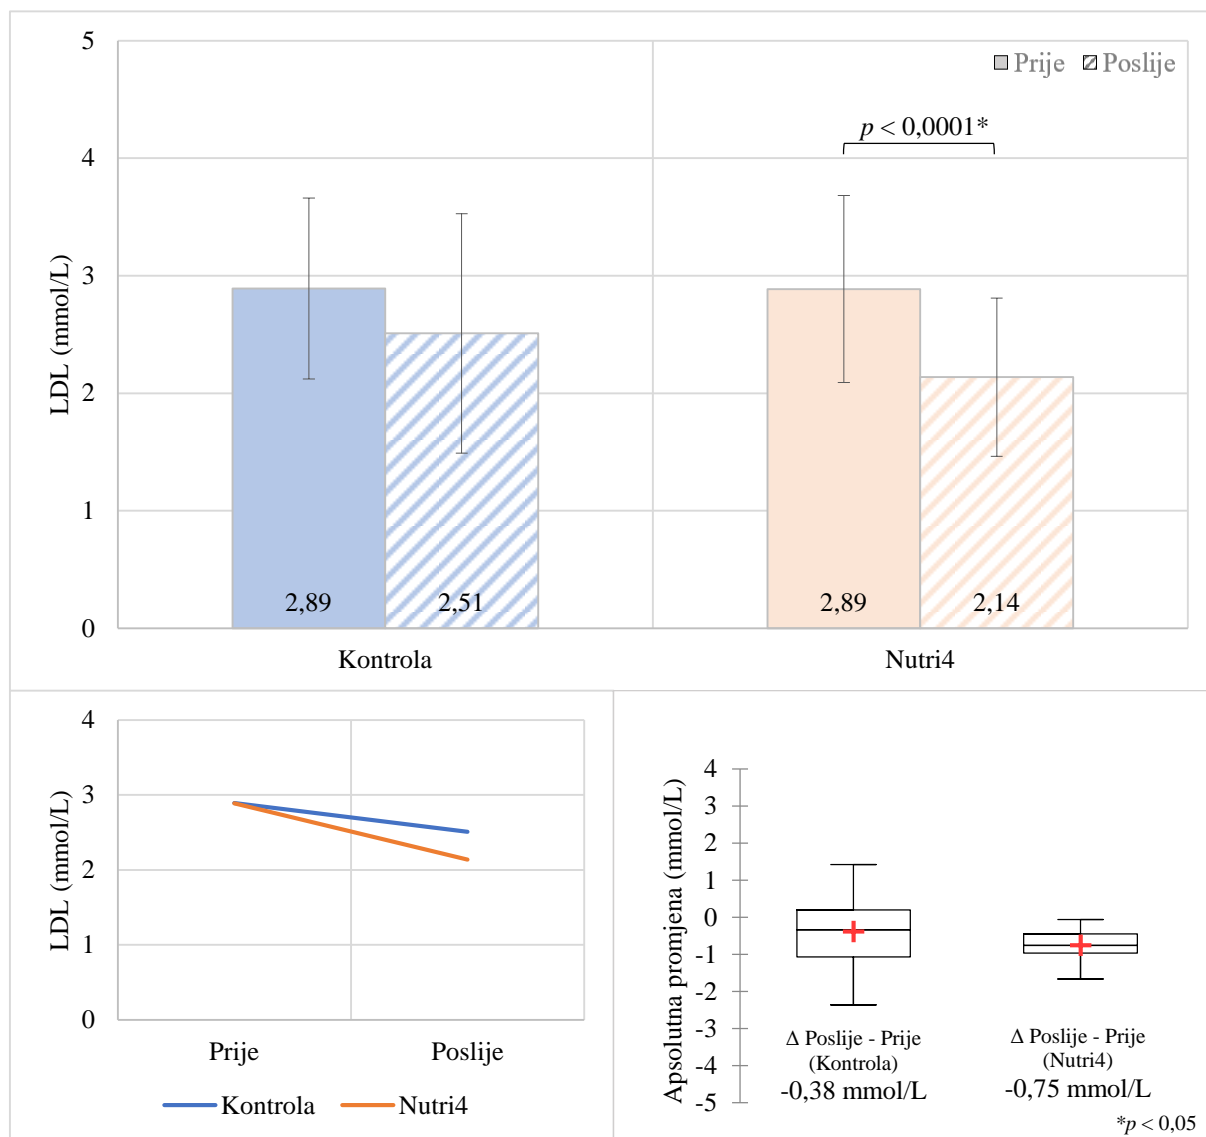 5
4
3
2
1
0
LDL (mmol/L)
Prije Poslije
p < 0,0001*
2,89 2,51 2,89 2,14
Kontrola Nutri4
4
3
2
1
0
LDL (mmol/L)
Prije Poslije
Kontrola Nutri4
4
3
2
1
0
-1
-2
-3
-4
-5
Apsolutna promjena (mmol/L)
Δ Poslije - Prije
(Kontrola)
-0,38 mmol/L
Δ Poslije - Prije
(Nutri4)
-0,75 mmol/L
*p < 0,05